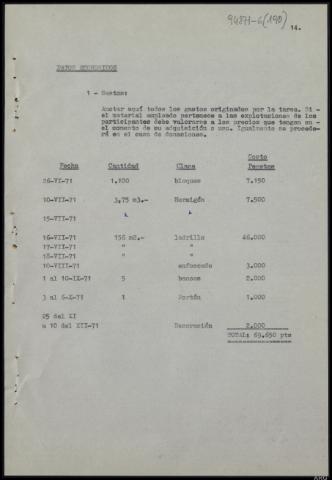 94871-6(190)
14.
DATOS ECONOMICOS
1 - Gastos:
Anotar aquí todos los gastos originados por la tarea. Si -
el material empleado pertenece a las explotaciones de los
participantes debe valorarse a los precios que tengan en -
el momento de su adquisición o uso. Igualmente se procede-
rá en el caso de donaciones.
Fecha Cantidad Clase Costo
Pesetas
26-VI-71 1.100 bloques 7.150
10-VII-71 3,75 m3.- Hormigón 7.500
15-VII-71
16-VII-71 156 m2.- ladrillo 46.000
17-VII-71 " "
18-VII-71 " "
10-VIII-71 enfoscado 3.000
1 al 10-IX-71 5 bancos 2.000
3 al 6-X-71 1 Portón 1.000
25 del XI
a 10 del XII-71 Decoración 2.000
TOTAL: 69.650 pts